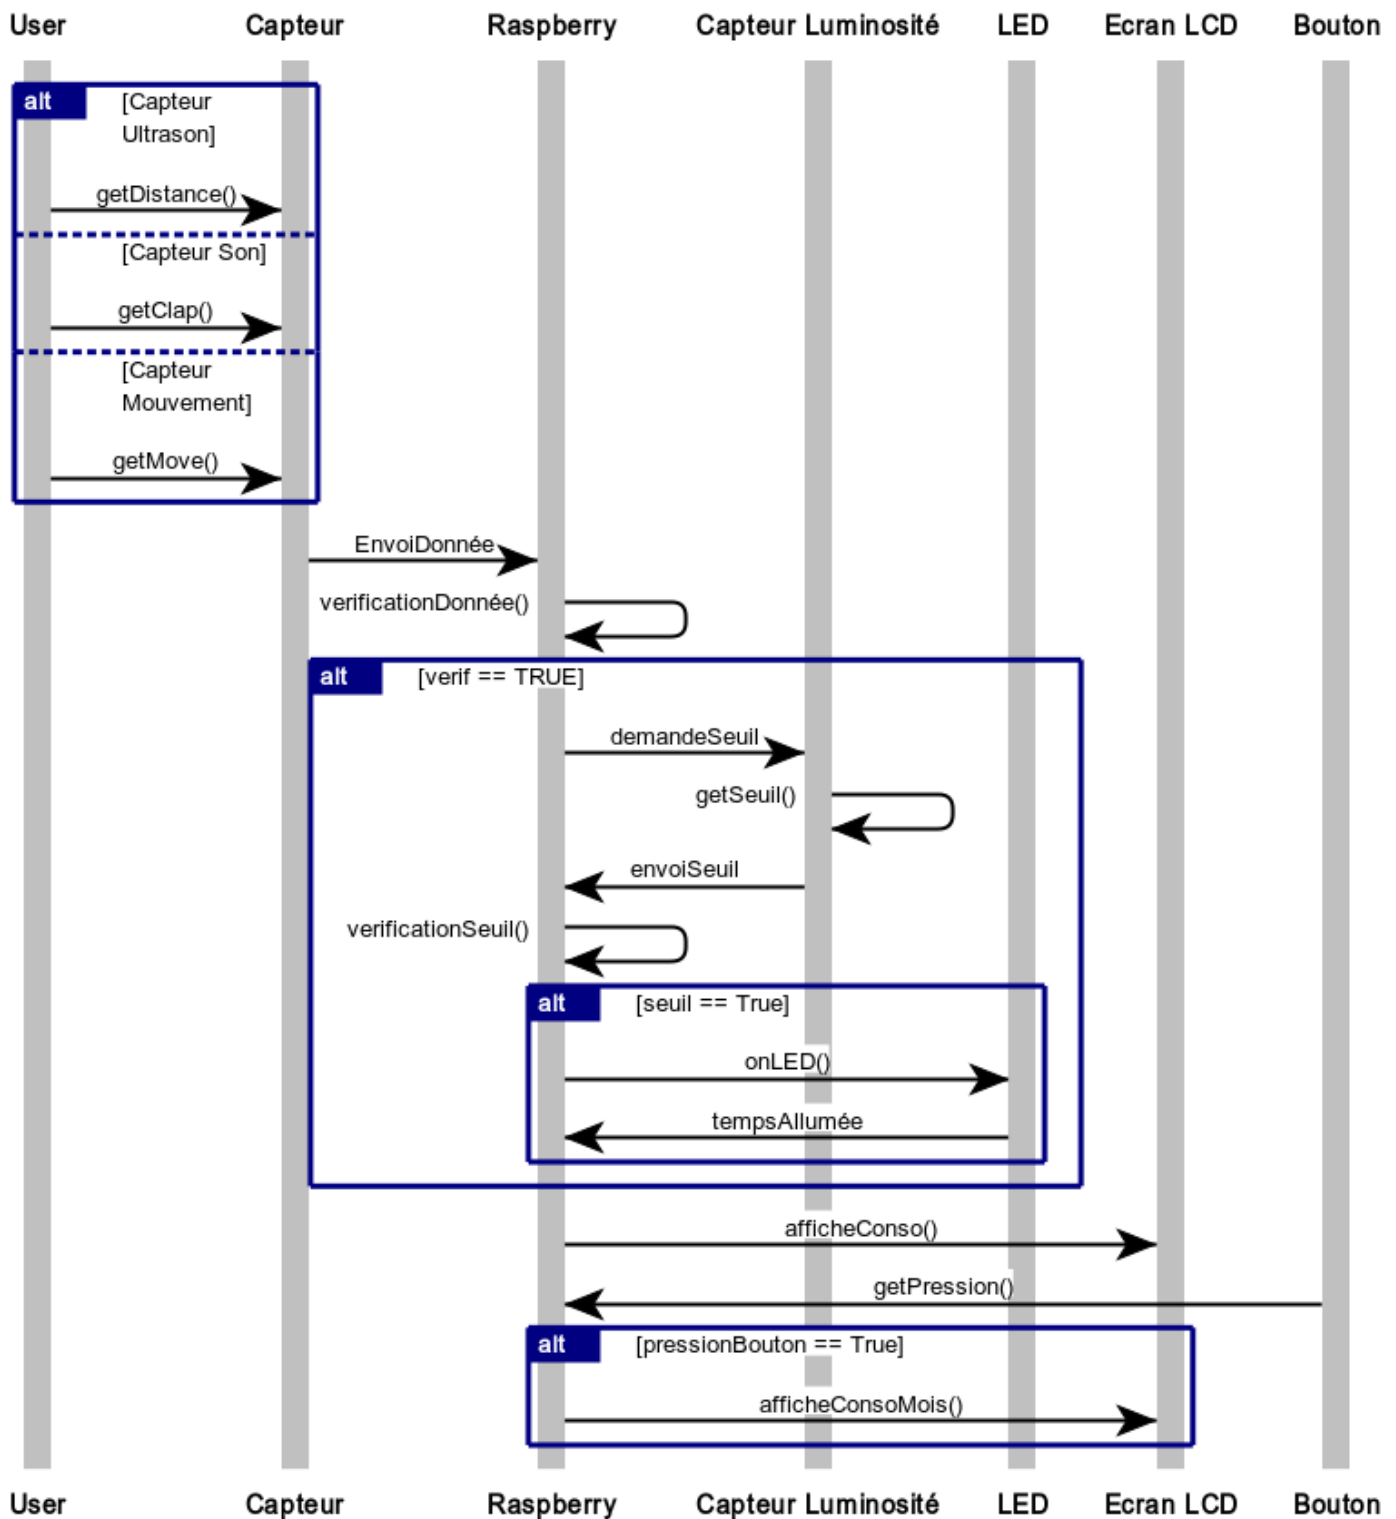 User Capteur Raspberry Capteur Luminosité LED Ecran LCD Bouton
alt [Capteur
Ultrason]
getDistance()
[Capteur Son]
getClap()
[Capteur
Mouvement]
getMove()
EnvoiDonnée
verificationDonnée()
alt [verif == TRUE]
demandeSeuil
getSeuil()
envoiSeuil
verificationSeuil()
alt [seuil == True]
onLED()
tempsAllumée
afficheConso()
getPression()
alt [pressionBouton == True]
afficheConsoMois()
User Capteur Raspberry Capteur Luminosité LED Ecran LCD Bouton